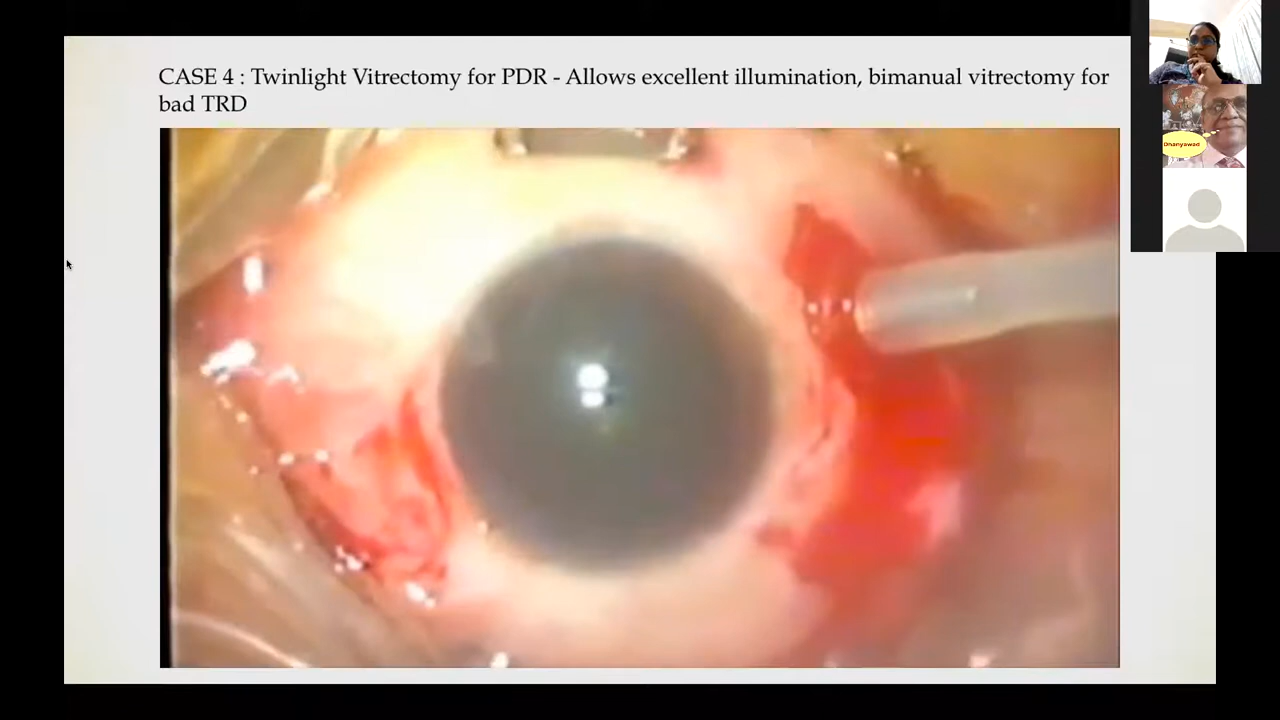 CASE 4 : Twinlight Vitrectomy for PDR - Allows excellent illumination, bimanual vitrectomy for
bad TRD
Dhanyawad